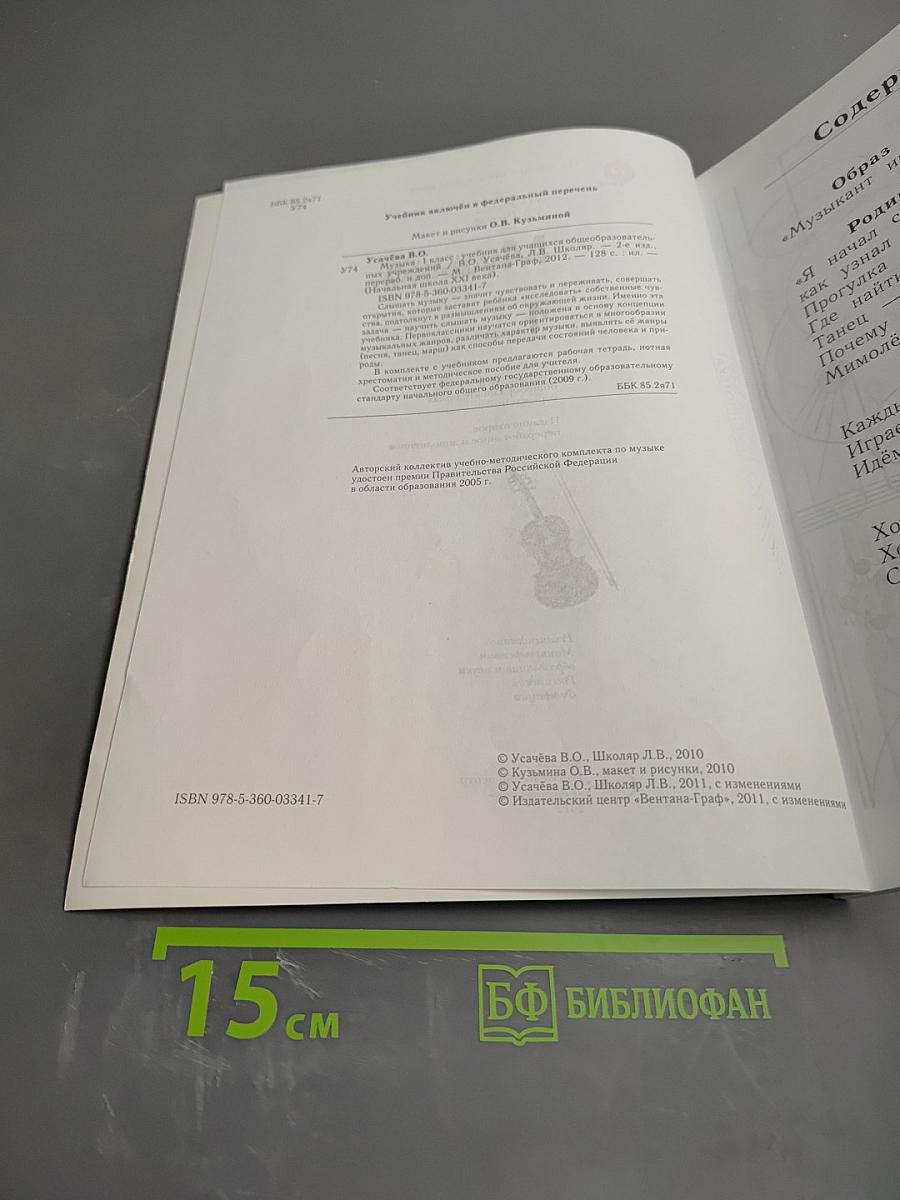 ББК 85.2я71
У74
Учебник включён в федеральный перечень
Макет и рисунки О.В. Кузьминой
Усачёва В.О.
У74 Музыка : 1 класс : учебник для учащихся общеобразователь-
ных учреждений / В.О. Усачёва, Л.В. Школяр. — 2-е изд.,
перераб. и доп. — М. : Вентана-Граф, 2012. — 128 с. : ил. —
(Начальная школа XXI века).
ISBN 978-5-360-03341-7
Слышать музыку — значит чувствовать и переживать, совершать
открытия, которые заставят ребёнка «исследовать» собственные чув-
ства, подтолкнут к размышлениям об окружающей жизни. Именно эта
задача — научить слышать музыку — положена в основу концепции
учебника. Первоклассники научатся ориентироваться в многообразии
музыкальных жанров, различать характер музыки, выявлять её жанры
(песня, танец, марш) как способы передачи состояний человека и при-
роды.
В комплекте с учебником предлагаются рабочая тетрадь, нотная
хрестоматия и методическое пособие для учителя.
Соответствует федеральному государственному образовательному
стандарту начального общего образования (2009 г.).
ББК 85.2я71
Авторский коллектив учебно-методического комплекта по музыке
удостоен премии Правительства Российской Федерации
в области образования 2005 г.
© Усачёва В.О., Школяр Л.В., 2010
© Кузьмина О.В., макет и рисунки, 2010
© Усачёва В.О., Школяр Л.В., 2011, с изменениями
ISBN 978-5-360-03341-7
© Издательский центр «Вентана-Граф», 2011, с изменениями
Содер
Образ
«Музыкант и
Роди
«Я начал с
как узнал
Прогулка
Где найти
Танец —
Почему
Мимолё
Кажды
Играе
Идём
Хо
Хо
С
15 см
БФ БИБЛИОФАН